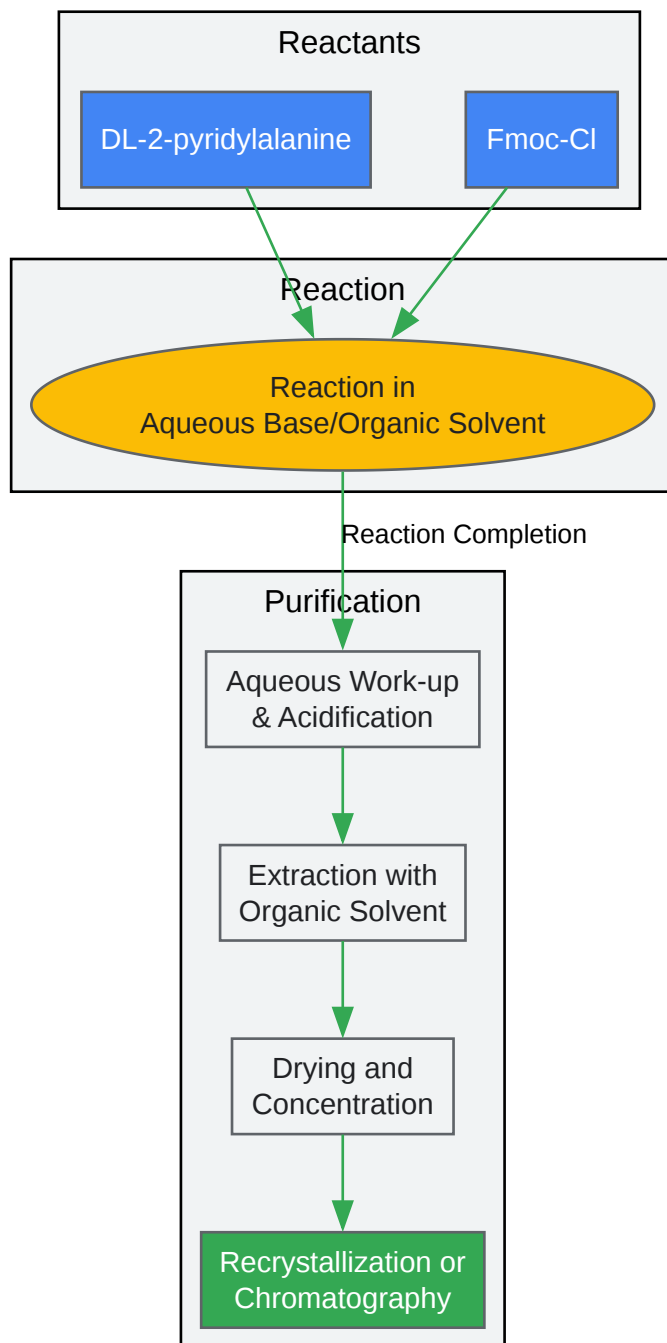 Reactants
DL-2-pyridylalanine
Fmoc-Cl
Reaction
Reaction in
Aqueous Base/Organic Solvent
Reaction Completion
Purification
Aqueous Work-up
& Acidification
Extraction with
Organic Solvent
Drying and
Concentration
Recrystallization or
Chromatography